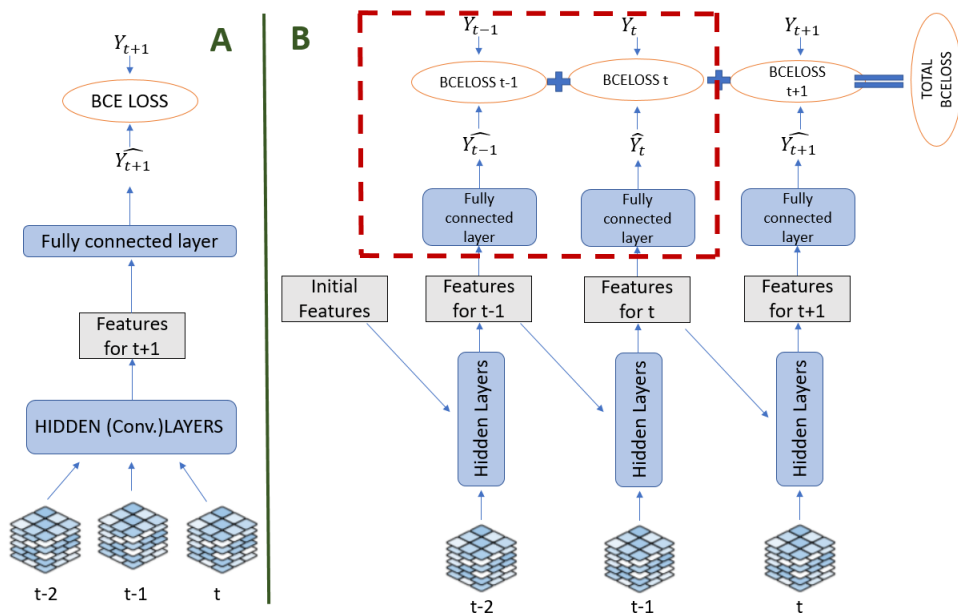 A
Y_{t+1}
BCE LOSS
\widehat{Y_{t+1}}
Fully connected layer
Features
for t+1
HIDDEN (Conv.)LAYERS
t-2
t-1
t
B
Y_{t-1}
Y_t
Y_{t+1}
BCELOSS t-1
BCELOSS t
BCELOSS
t+1
TOTAL
BCELOSS
\widehat{Y_{t-1}}
\hat{Y}_t
\widehat{Y_{t+1}}
Fully
connected
layer
Fully
connected
layer
Fully
connected
layer
Initial
Features
Features
for t-1
Features
for t
Features
for t+1
Hidden Layers
Hidden Layers
Hidden Layers
t-2
t-1
t